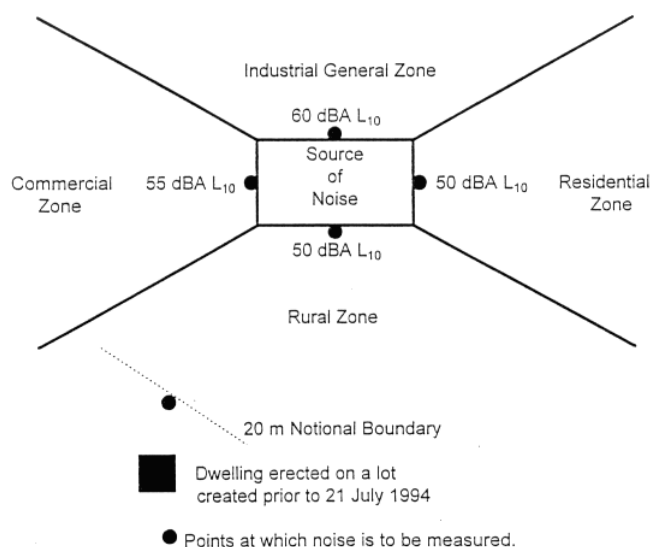 Industrial General Zone
60 dBA L10
Source
of
Noise
Commercial
Zone
55 dBA L10
50 dBA L10
Residential
Zone
50 dBA L10
Rural Zone
20 m Notional Boundary
Dwelling erected on a lot
created prior to 21 July 1994
Points at which noise is to be measured.